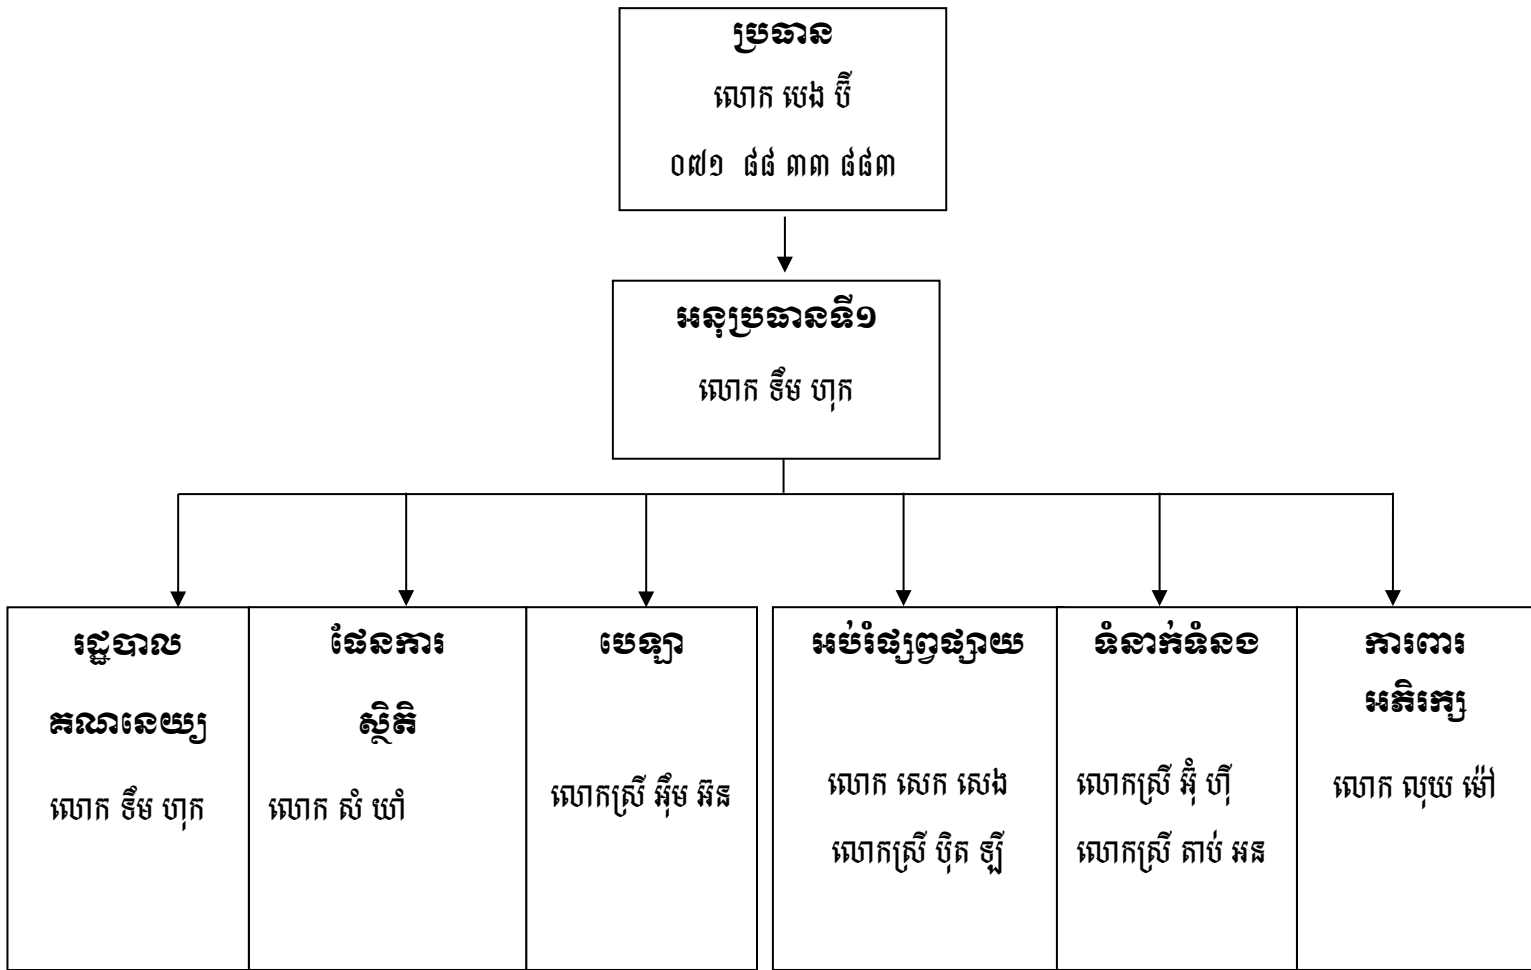 ប្រធាន
លោក បេង ប៊ី
០៧១ ៨៨ ៣៣ ៨៨៣
អនុប្រធានទី១
លោក ទឹម ហុក
រដ្ឋបាល
គណនេយ្យ
លោក ទឹម ហុក
ផែនការ
ស្ថិតិ
លោក សំ ឃាំ
បេឡា
លោកស្រី អ៊ឹម អ៊ន
អប់រំផ្សព្វផ្សាយ
លោក សេក សេង
លោកស្រី ប៉ិត ឡី
ទំនាក់ទំនង
លោកស្រី អ៊ុំ ហ៊ី
លោកស្រី តាប់ អន
ការពារ
អភិរក្ស
លោក លុយ ម៉ៅ